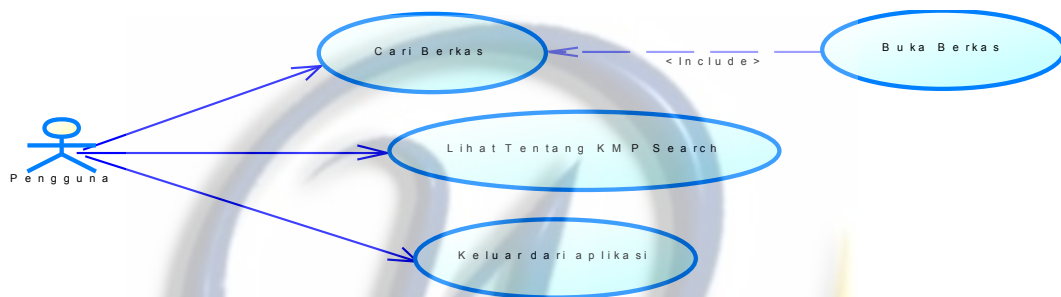 Cari Berkas
<Include>
Buka Berkas
Lihat Tentang KMP Search
Pengguna
Keluar dari aplikasi